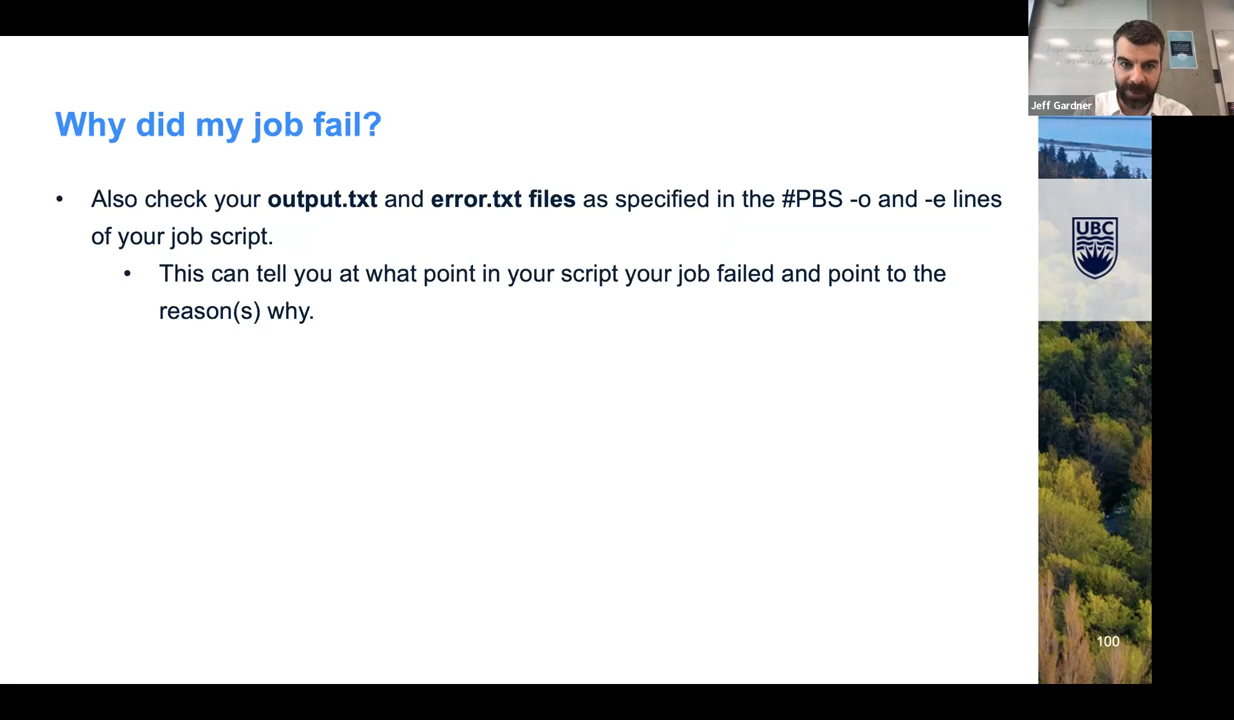 Why did my job fail?
• Also check your output.txt and error.txt files as specified in the #PBS -o and -e lines
of your job script.
• This can tell you at what point in your script your job failed and point to the
reason(s) why.
Jeff Gardner
UBC
100